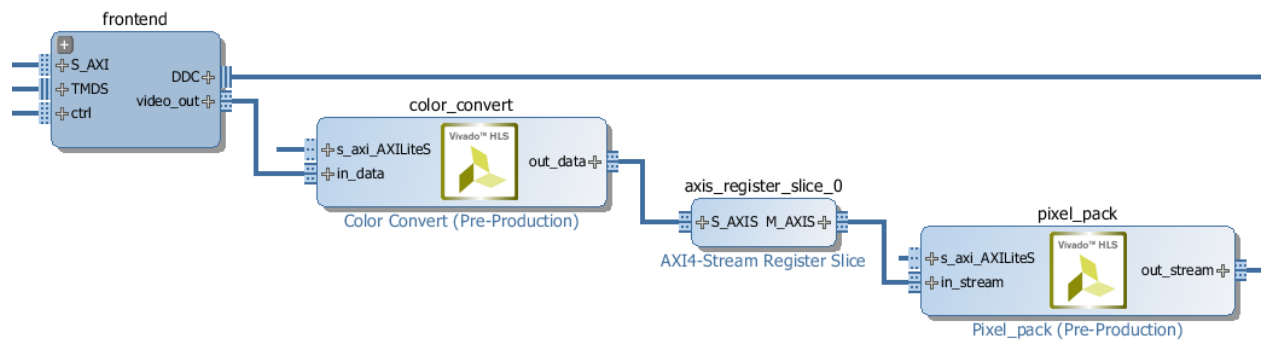 frontend
S_AXI
TMDS
ctrl
DDC
video_out
color_convert
s_axi_AXILiteS
in_data
Vivado™ HLS
out_data
Color Convert (Pre-Production)
axis_register_slice_0
S_AXIS M_AXIS
AXI4-Stream Register Slice
pixel_pack
s_axi_AXILiteS
in_stream
Vivado™ HLS
out_stream
Pixel_pack (Pre-Production)